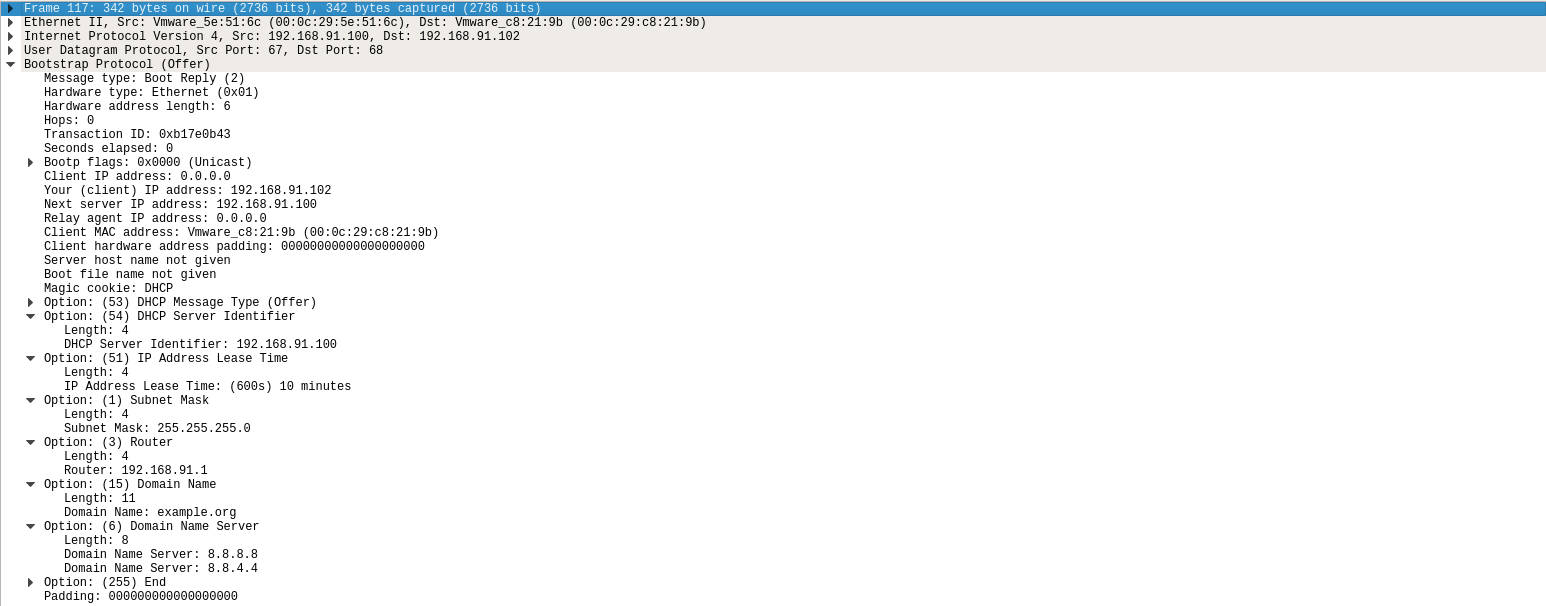 Frame 117: 342 bytes on wire (2736 bits), 342 bytes captured (2736 bits)
Ethernet II, Src: Vmware_5e:51:6c (00:0c:29:5e:51:6c), Dst: Vmware_c8:21:9b (00:0c:29:c8:21:9b)
Internet Protocol Version 4, Src: 192.168.91.100, Dst: 192.168.91.102
User Datagram Protocol, Src Port: 67, Dst Port: 68
Bootstrap Protocol (Offer)
Message type: Boot Reply (2)
Hardware type: Ethernet (0x01)
Hardware address length: 6
Hops: 0
Transaction ID: 0xb17e0b43
Seconds elapsed: 0
Bootp flags: 0x0000 (Unicast)
Client IP address: 0.0.0.0
Your (client) IP address: 192.168.91.102
Next server IP address: 192.168.91.100
Relay agent IP address: 0.0.0.0
Client MAC address: Vmware_c8:21:9b (00:0c:29:c8:21:9b)
Client hardware address padding: 00000000000000000000
Server host name not given
Boot file name not given
Magic cookie: DHCP
Option: (53) DHCP Message Type (Offer)
Option: (54) DHCP Server Identifier
Length: 4
DHCP Server Identifier: 192.168.91.100
Option: (51) IP Address Lease Time
Length: 4
IP Address Lease Time: (600s) 10 minutes
Option: (1) Subnet Mask
Length: 4
Subnet Mask: 255.255.255.0
Option: (3) Router
Length: 4
Router: 192.168.91.1
Option: (15) Domain Name
Length: 11
Domain Name: example.org
Option: (6) Domain Name Server
Length: 8
Domain Name Server: 8.8.8.8
Domain Name Server: 8.8.4.4
Option: (255) End
Padding: 000000000000000000